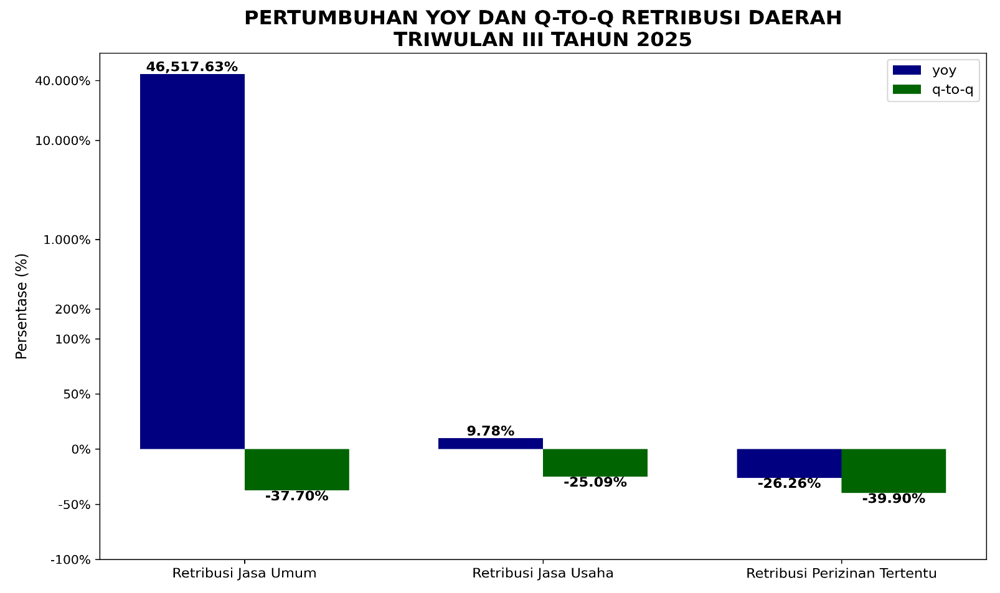 PERTUMBUHAN YOY DAN Q-TO-Q RETRIBUSI DAERAH
TRIWULAN III TAHUN 2025
yoy
q-to-q
Persentase (%)
40.000%
10.000%
1.000%
200%
100%
50%
0%
-50%
-100%
46,517.63%
-37.70%
9.78%
-25.09%
-26.26%
-39.90%
Retribusi Jasa Umum
Retribusi Jasa Usaha
Retribusi Perizinan Tertentu